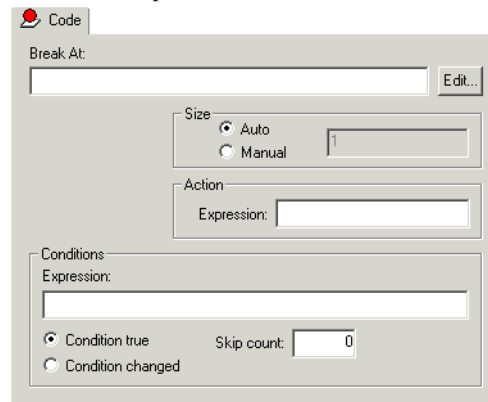 Code
Break At:
Edit...
Size
Auto
1
Manual
Action
Expression:
Conditions
Expression:
Condition true
Skip count: 0
Condition changed